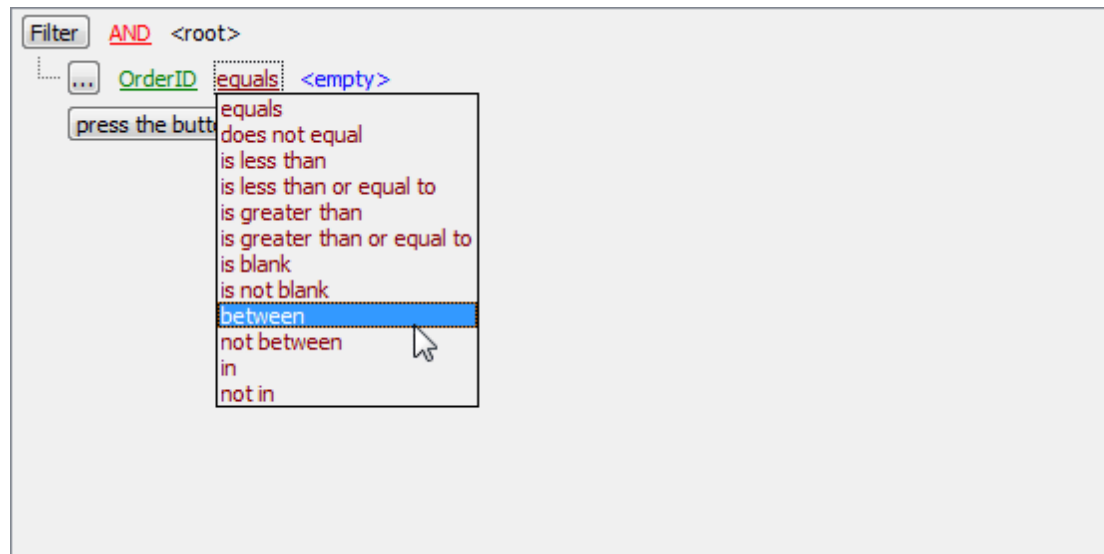 Filter AND <root>
... OrderID equals <empty>
press the butt
equals
does not equal
is less than
is less than or equal to
is greater than
is greater than or equal to
is blank
is not blank
between
not between
in
not in